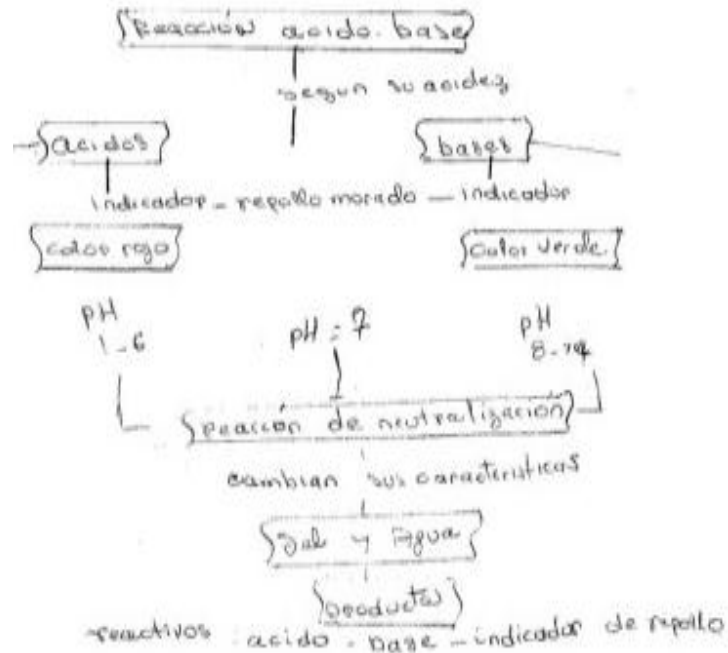 Reacción acido-base
segun su acidez
acidos bases
indicador - repollo morado - indicador
color rojo color verde
pH pH = 7 pH
1-6 8-14
reacción de neutralización
cambian sus caracteristicas
Sal y Agua
producto
reactivos acido - base - indicador de repollo